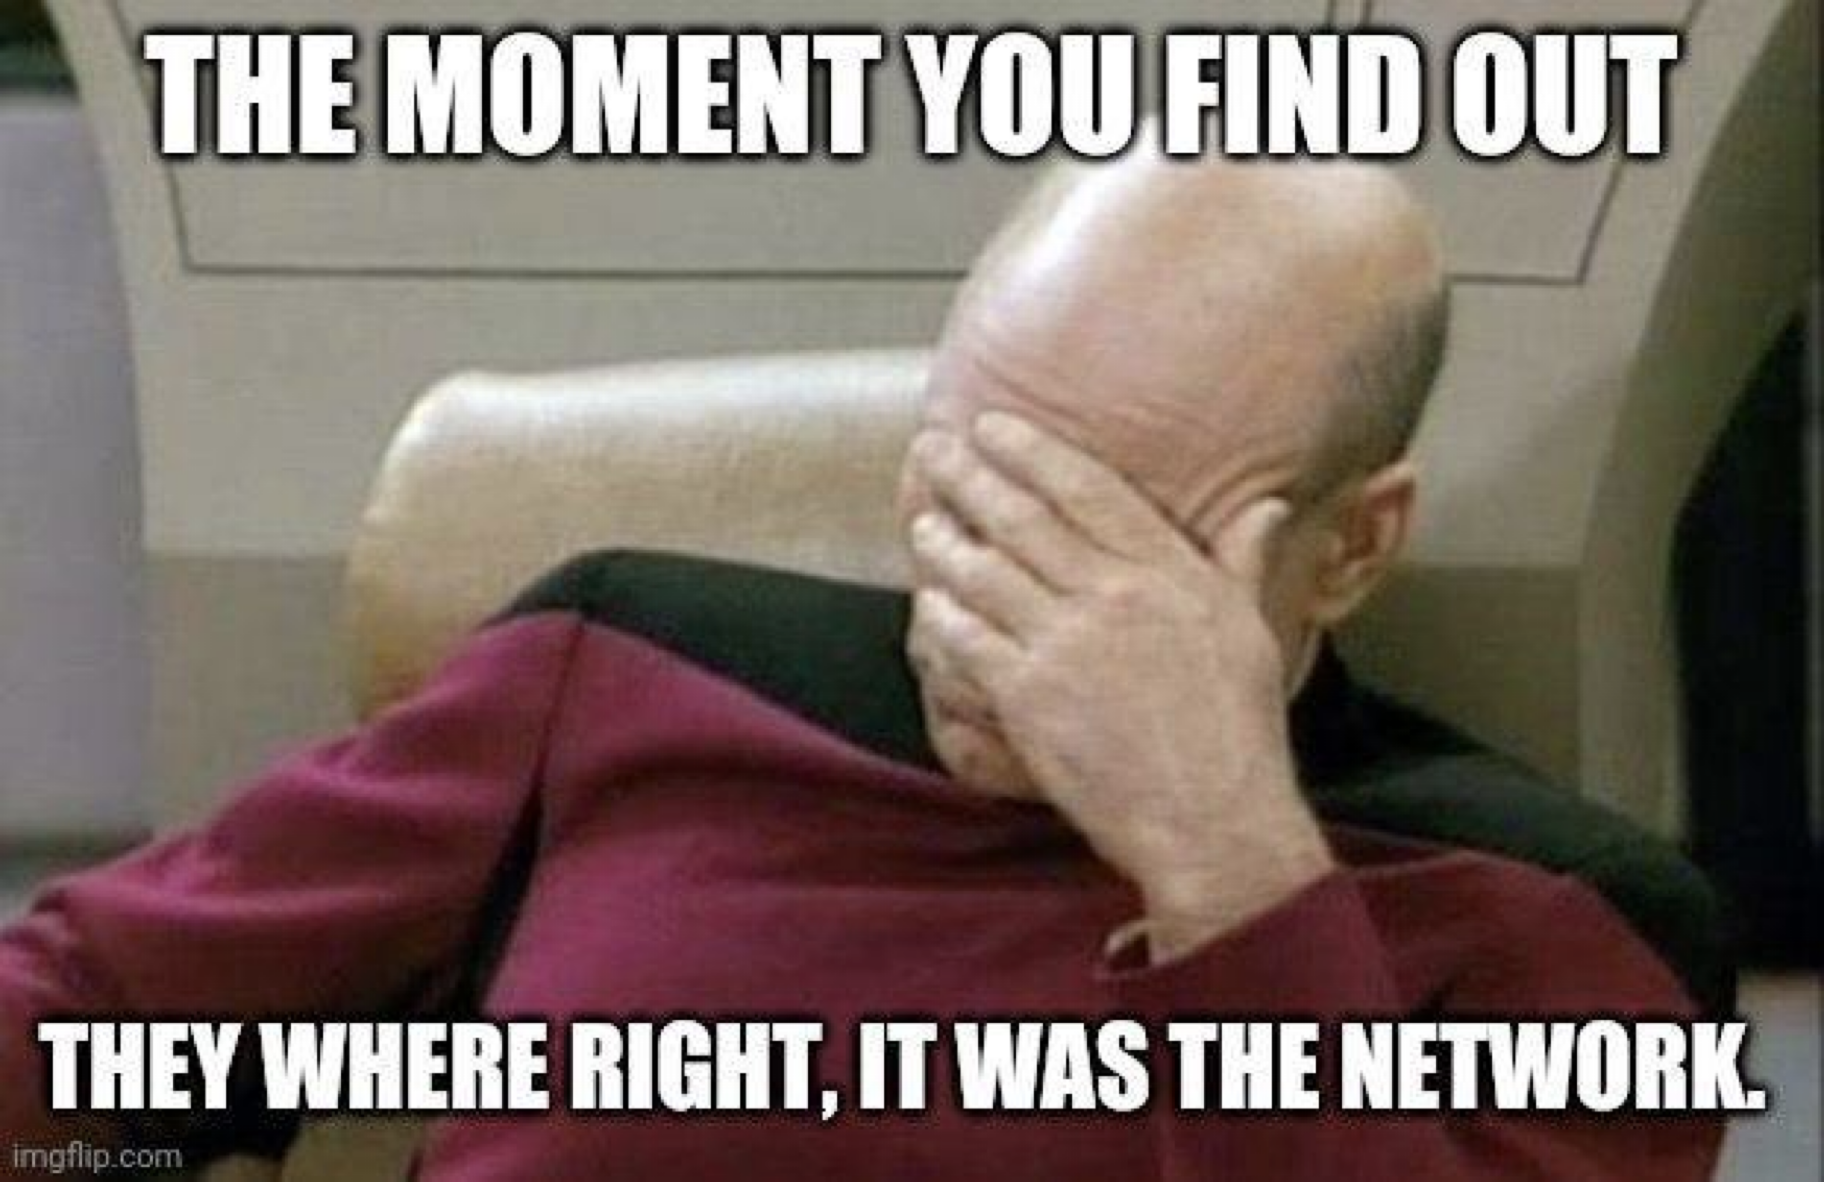 THE MOMENT YOU FIND OUT
THEY WHERE RIGHT, IT WAS THE NETWORK.
imgflip.com